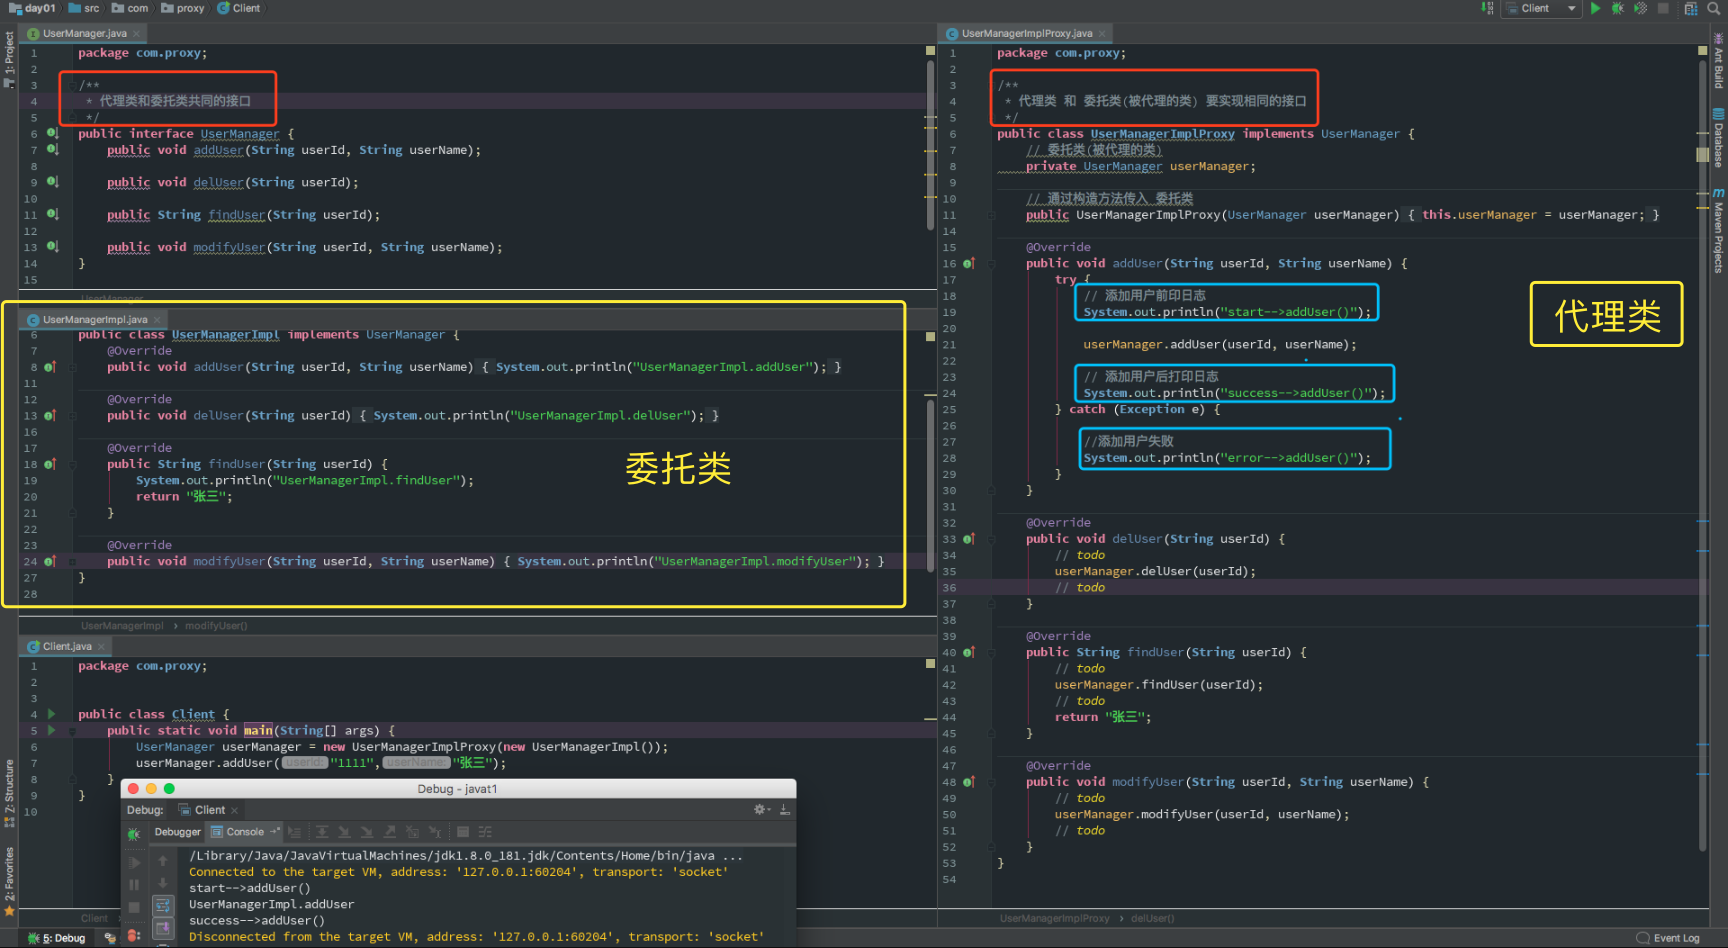 day01 src com proxy Client
Client
1: Project
UserManager.java
1 package com.proxy;
2
3 /**
4 * 代理类和委托类共同的接口
5 */
6 public interface UserManager {
7 public void addUser(String userId, String userName);
8
9 public void delUser(String userId);
10
11 public String findUser(String userId);
12
13 public void modifyUser(String userId, String userName);
14 }
15
UserManager
UserManagerImpl.java
6 public class UserManagerImpl implements UserManager {
7 @Override
8 public void addUser(String userId, String userName) { System.out.println("UserManagerImpl.addUser"); }
11
12 @Override
13 public void delUser(String userId) { System.out.println("UserManagerImpl.delUser"); }
16
17 @Override
18 public String findUser(String userId) {
19 System.out.println("UserManagerImpl.findUser");
20 return "张三";
21 }
22
23 @Override
24 public void modifyUser(String userId, String userName) { System.out.println("UserManagerImpl.modifyUser"); }
27 }
28
委托类
UserManagerImpl › modifyUser()
Client.java
1 package com.proxy;
2
3
4 public class Client {
5 public static void main(String[] args) {
6 UserManager userManager = new UserManagerImplProxy(new UserManagerImpl());
7 userManager.addUser( userId: "1111", userName: "张三");
8 }
9 }
10
Debug - javat1
Debug: Client
Debugger Console
/Library/Java/JavaVirtualMachines/jdk1.8.0_181.jdk/Contents/Home/bin/java ...
Connected to the target VM, address: '127.0.0.1:60204', transport: 'socket'
start-->addUser()
UserManagerImpl.addUser
success-->addUser()
Disconnected from the target VM, address: '127.0.0.1:60204', transport: 'socket'
Client ›
7: Structure
2: Favorites
5: Debug
UserManagerImplProxy.java
1 package com.proxy;
2
3 /**
4 * 代理类 和 委托类(被代理的类) 要实现相同的接口
5 */
6 public class UserManagerImplProxy implements UserManager {
7 // 委托类(被代理的类)
8 private UserManager userManager;
9
10 // 通过构造方法传入 委托类
11 public UserManagerImplProxy(UserManager userManager) { this.userManager = userManager; }
14
15 @Override
16 public void addUser(String userId, String userName) {
17 try {
18 // 添加用户前印日志
19 System.out.println("start-->addUser()");
20
21 userManager.addUser(userId, userName);
22
23 // 添加用户后打印日志
24 System.out.println("success-->addUser()");
25 } catch (Exception e) {
26
27 //添加用户失败
28 System.out.println("error-->addUser()");
29 }
30 }
31
32 @Override
33 public void delUser(String userId) {
34 // todo
35 userManager.delUser(userId);
36 // todo
37 }
38
39 @Override
40 public String findUser(String userId) {
41 // todo
42 userManager.findUser(userId);
43 // todo
44 return "张三";
45 }
46
47 @Override
48 public void modifyUser(String userId, String userName) {
49 // todo
50 userManager.modifyUser(userId, userName);
51 // todo
52 }
53 }
54
代理类
UserManagerImplProxy › delUser()
Ant Build
Database
Maven Projects
Event Log